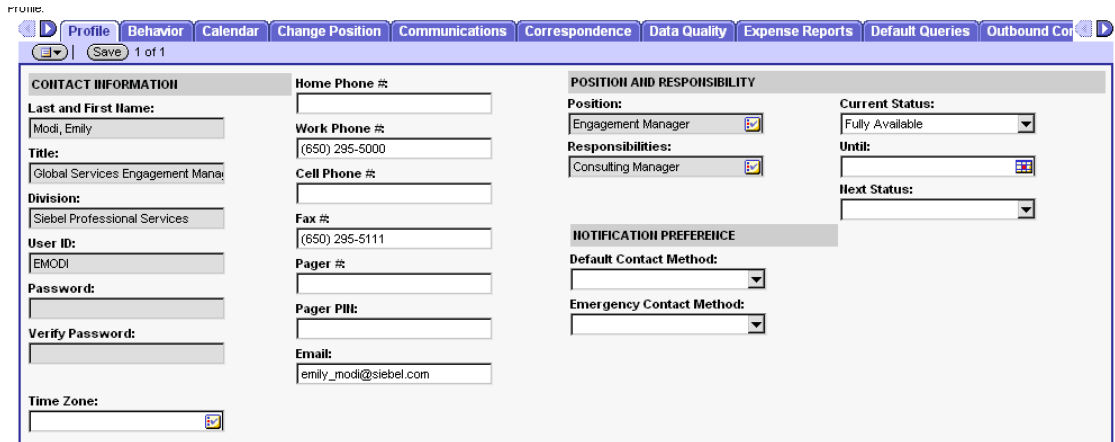 Profile.
Profile Behavior Calendar Change Position Communications Correspondence Data Quality Expense Reports Default Queries Outbound
Save 1 of 1
CONTACT INFORMATION
Last and First Name:
Modi, Emily
Title:
Global Services Engagement Manag
Division:
Siebel Professional Services
User ID:
EMODI
Password:
Verify Password:
Time Zone:
Home Phone #:
Work Phone #:
(650) 295-5000
Cell Phone #:
Fax #:
(650) 295-5111
Pager #:
Pager PIN:
Email:
emily_modi@siebel.com
POSITION AND RESPONSIBILITY
Position:
Engagement Manager
Responsibilities:
Consulting Manager
Current Status:
Fully Available
Until:
Next Status:
NOTIFICATION PREFERENCE
Default Contact Method:
Emergency Contact Method: